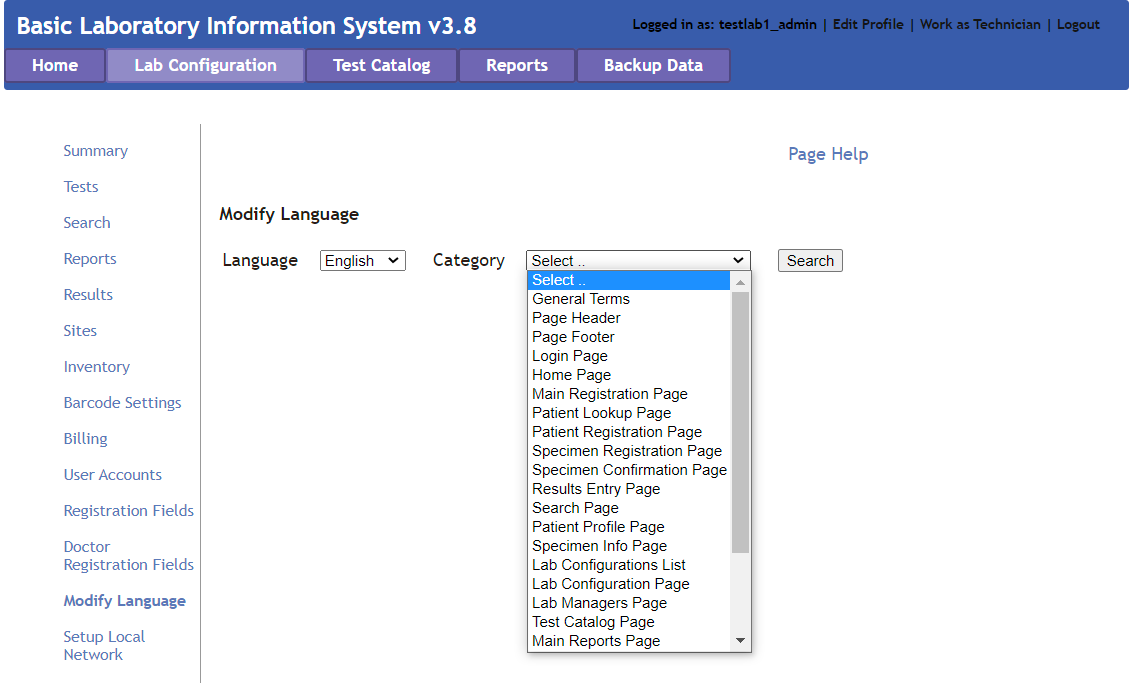 Basic Laboratory Information System v3.8
Logged in as: testlab1_admin | Edit Profile | Work as Technician | Logout
Home Lab Configuration Test Catalog Reports Backup Data
Summary
Tests
Search
Reports
Results
Sites
Inventory
Barcode Settings
Billing
User Accounts
Registration Fields
Doctor
Registration Fields
Modify Language
Setup Local
Network
Page Help
Modify Language
Language English Category Select .. Search
Select ..
General Terms
Page Header
Page Footer
Login Page
Home Page
Main Registration Page
Patient Lookup Page
Patient Registration Page
Specimen Registration Page
Specimen Confirmation Page
Results Entry Page
Search Page
Patient Profile Page
Specimen Info Page
Lab Configurations List
Lab Configuration Page
Lab Managers Page
Test Catalog Page
Main Reports Page